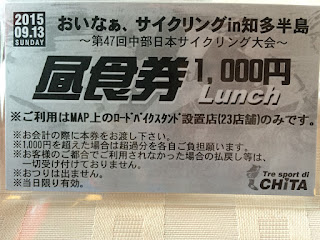 2015
09.13
SUNDAY
おいなぁ、サイクリングin知多半島
～第47回中部日本サイクリング大会～
昼食券 1,000円
Lunch
※ご利用はMAP上のﾛｰﾄﾞﾊﾞｲｸｽﾀﾝﾄﾞ設置店(23店舗)のみです。
※お会計の際に本券をお渡し下さい。
※1,000円を超えた場合は超過分を各自ご負担願います。
※お客様のご都合でご利用されなかった場合の払戻し等は、
一切受け付けておりません。
※おつりは出ません。
※当日限り有効。
Tre sport di
CHiTA